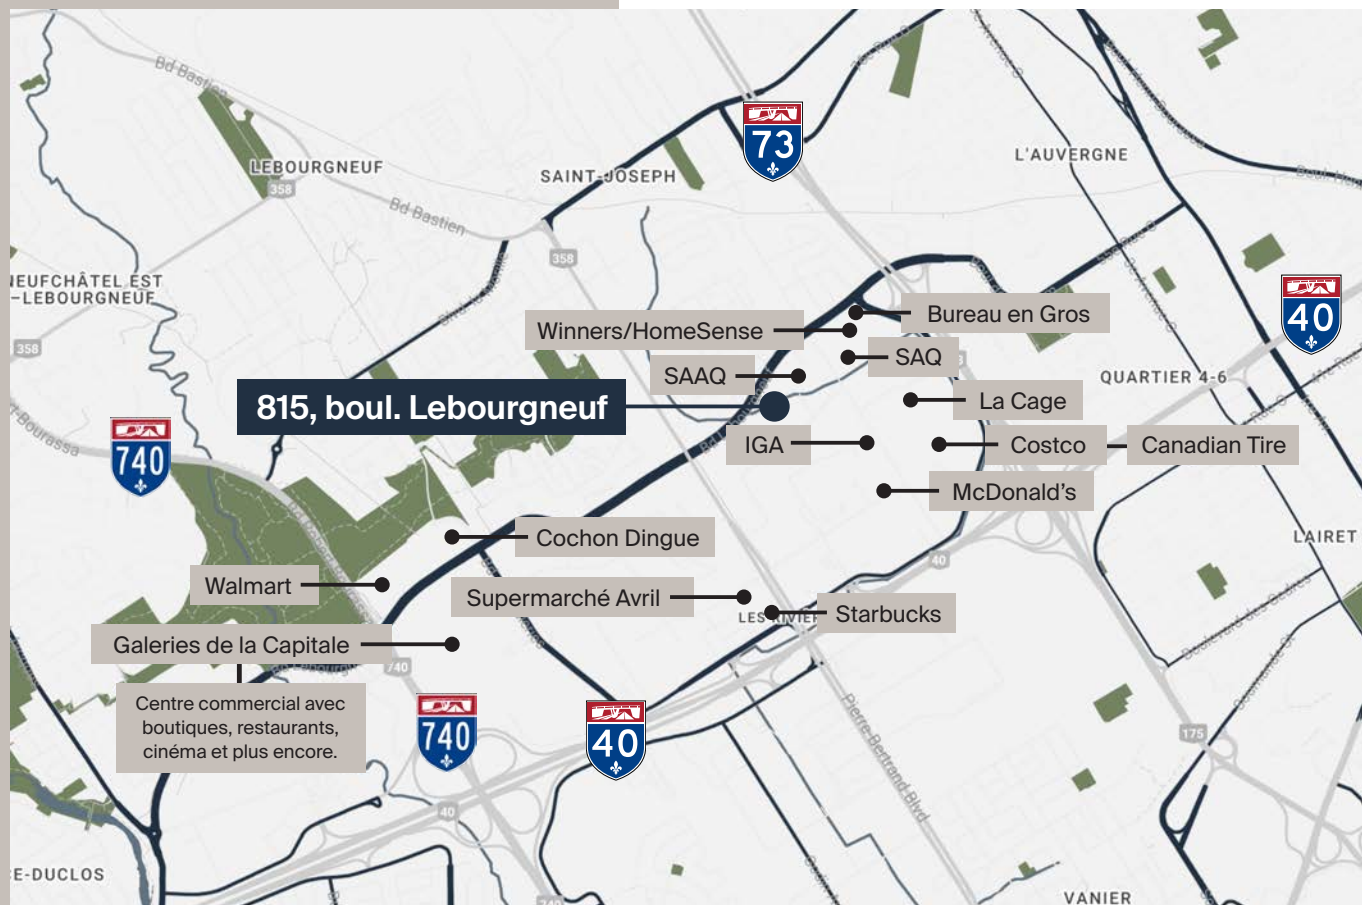 Bd Bastien
73
L'AUVERGNE
LEBOURGNEUF
358
SAINT-JOSEPH
Bd Bastien
358
NEUFCHÂTEL EST
–LEBOURGNEUF
40
Bureau en Gros
Winners/HomeSense
358
SAQ
SAAQ
QUARTIER 4-6
815, boul. Lebourgneuf
La Cage
740
IGA
Costco
Canadian Tire
McDonald's
Cochon Dingue
LAIRET
40
Walmart
Supermarché Avril
Starbucks
Galeries de la Capitale
740
Centre commercial avec
boutiques, restaurants,
cinéma et plus encore.
740
40
Pierre-Bertrand Blvd
Boulevard des Cèdres
175
40
E-DUCLOS
VANIER